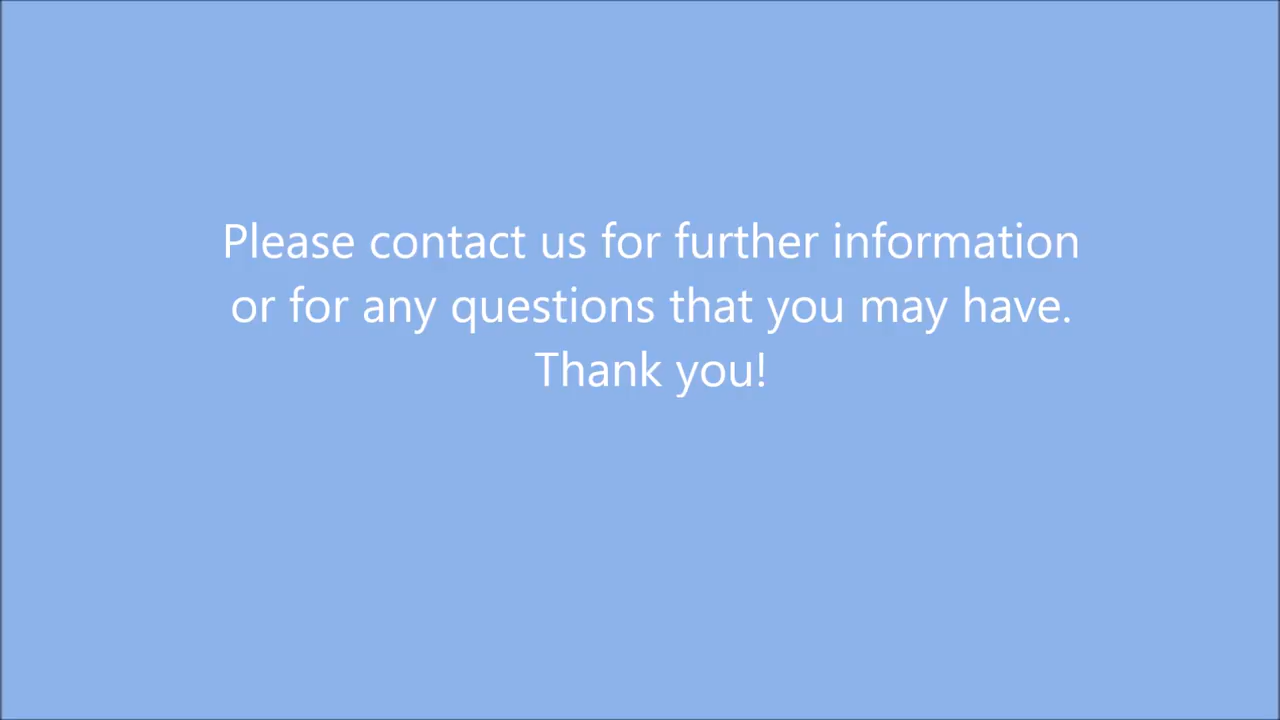 Please contact us for further information
or for any questions that you may have.
Thank you!